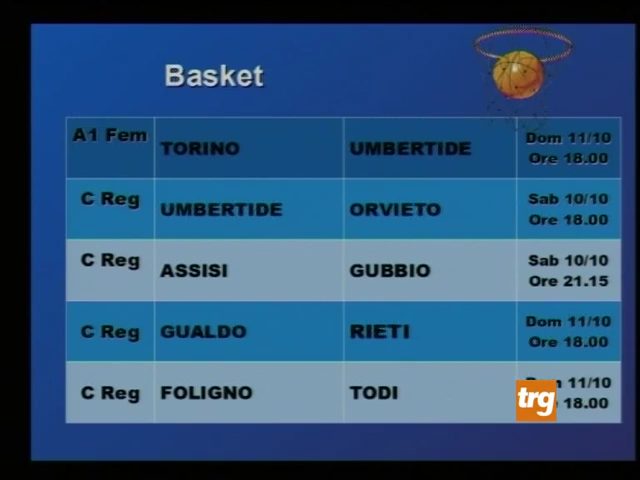 Basket
A1 Fem TORINO UMBERTIDE Dom 11/10
Ore 18.00
C Reg UMBERTIDE ORVIETO Sab 10/10
Ore 18.00
C Reg ASSISI GUBBIO Sab 10/10
Ore 21.15
C Reg GUALDO RIETI Dom 11/10
Ore 18.00
C Reg FOLIGNO TODI 11/10
18.00
trg